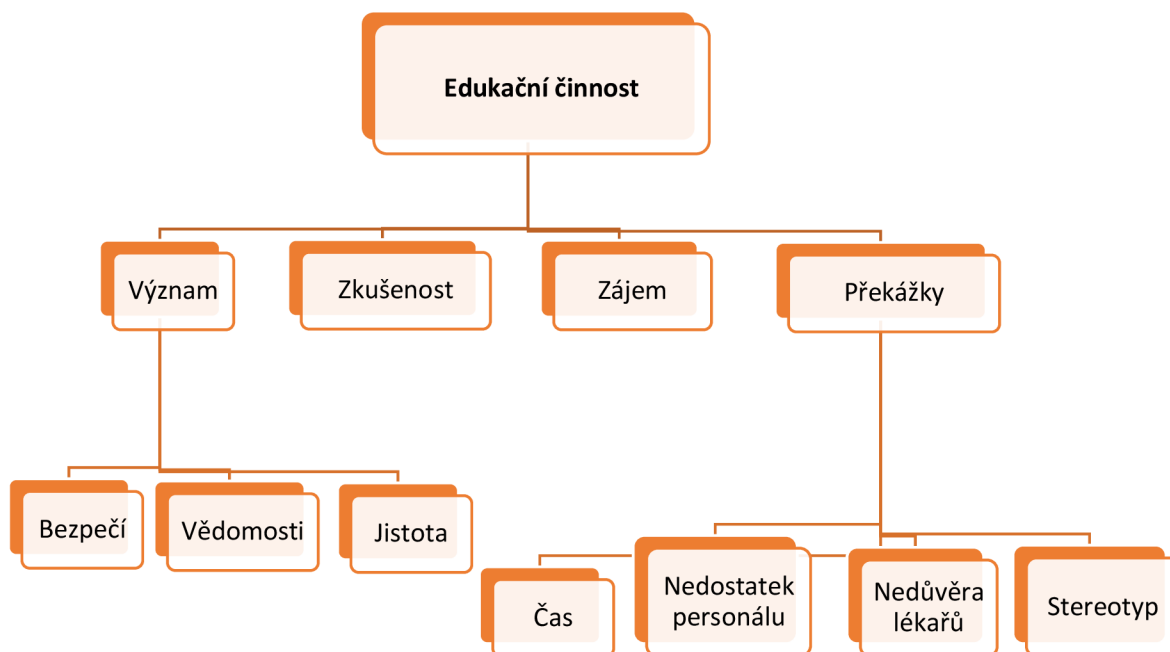 Edukační činnost
Význam
Zkušenost
Zájem
Překážky
Bezpečí
Vědomosti
Jistota
Čas
Nedostatek
personálu
Nedůvěra
lékařů
Stereotyp